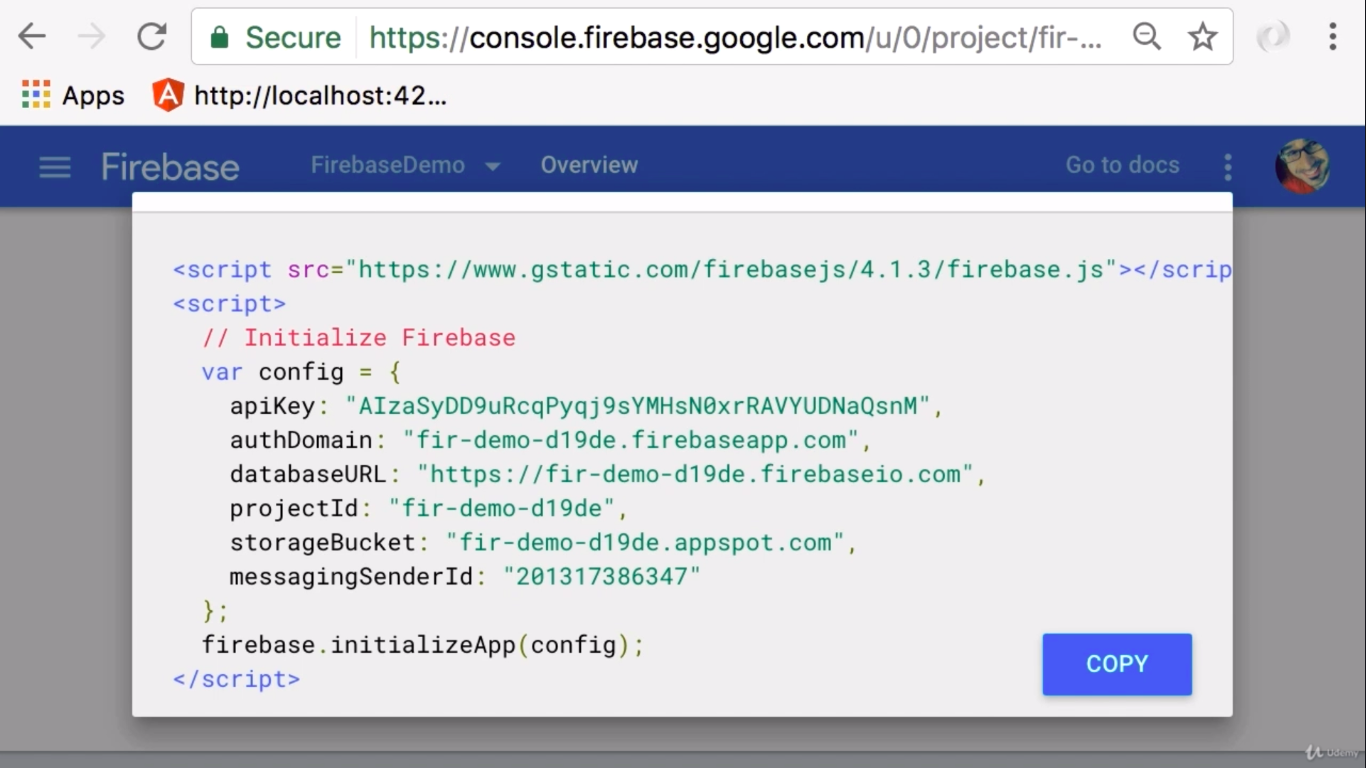 Secure https://console.firebase.google.com/u/0/project/fir-...
Apps http://localhost:42...
Firebase FirebaseDemo Overview Go to docs
<script src="https://www.gstatic.com/firebasejs/4.1.3/firebase.js"></scrip
<script>
// Initialize Firebase
var config = {
apiKey: "AIzaSyDD9uRcqPyqj9sYMHsN0xrRAVYUDNaQsnM",
authDomain: "fir-demo-d19de.firebaseapp.com",
databaseURL: "https://fir-demo-d19de.firebaseio.com",
projectId: "fir-demo-d19de",
storageBucket: "fir-demo-d19de.appspot.com",
messagingSenderId: "201317386347"
};
firebase.initializeApp(config);
</script>
COPY
Udemy